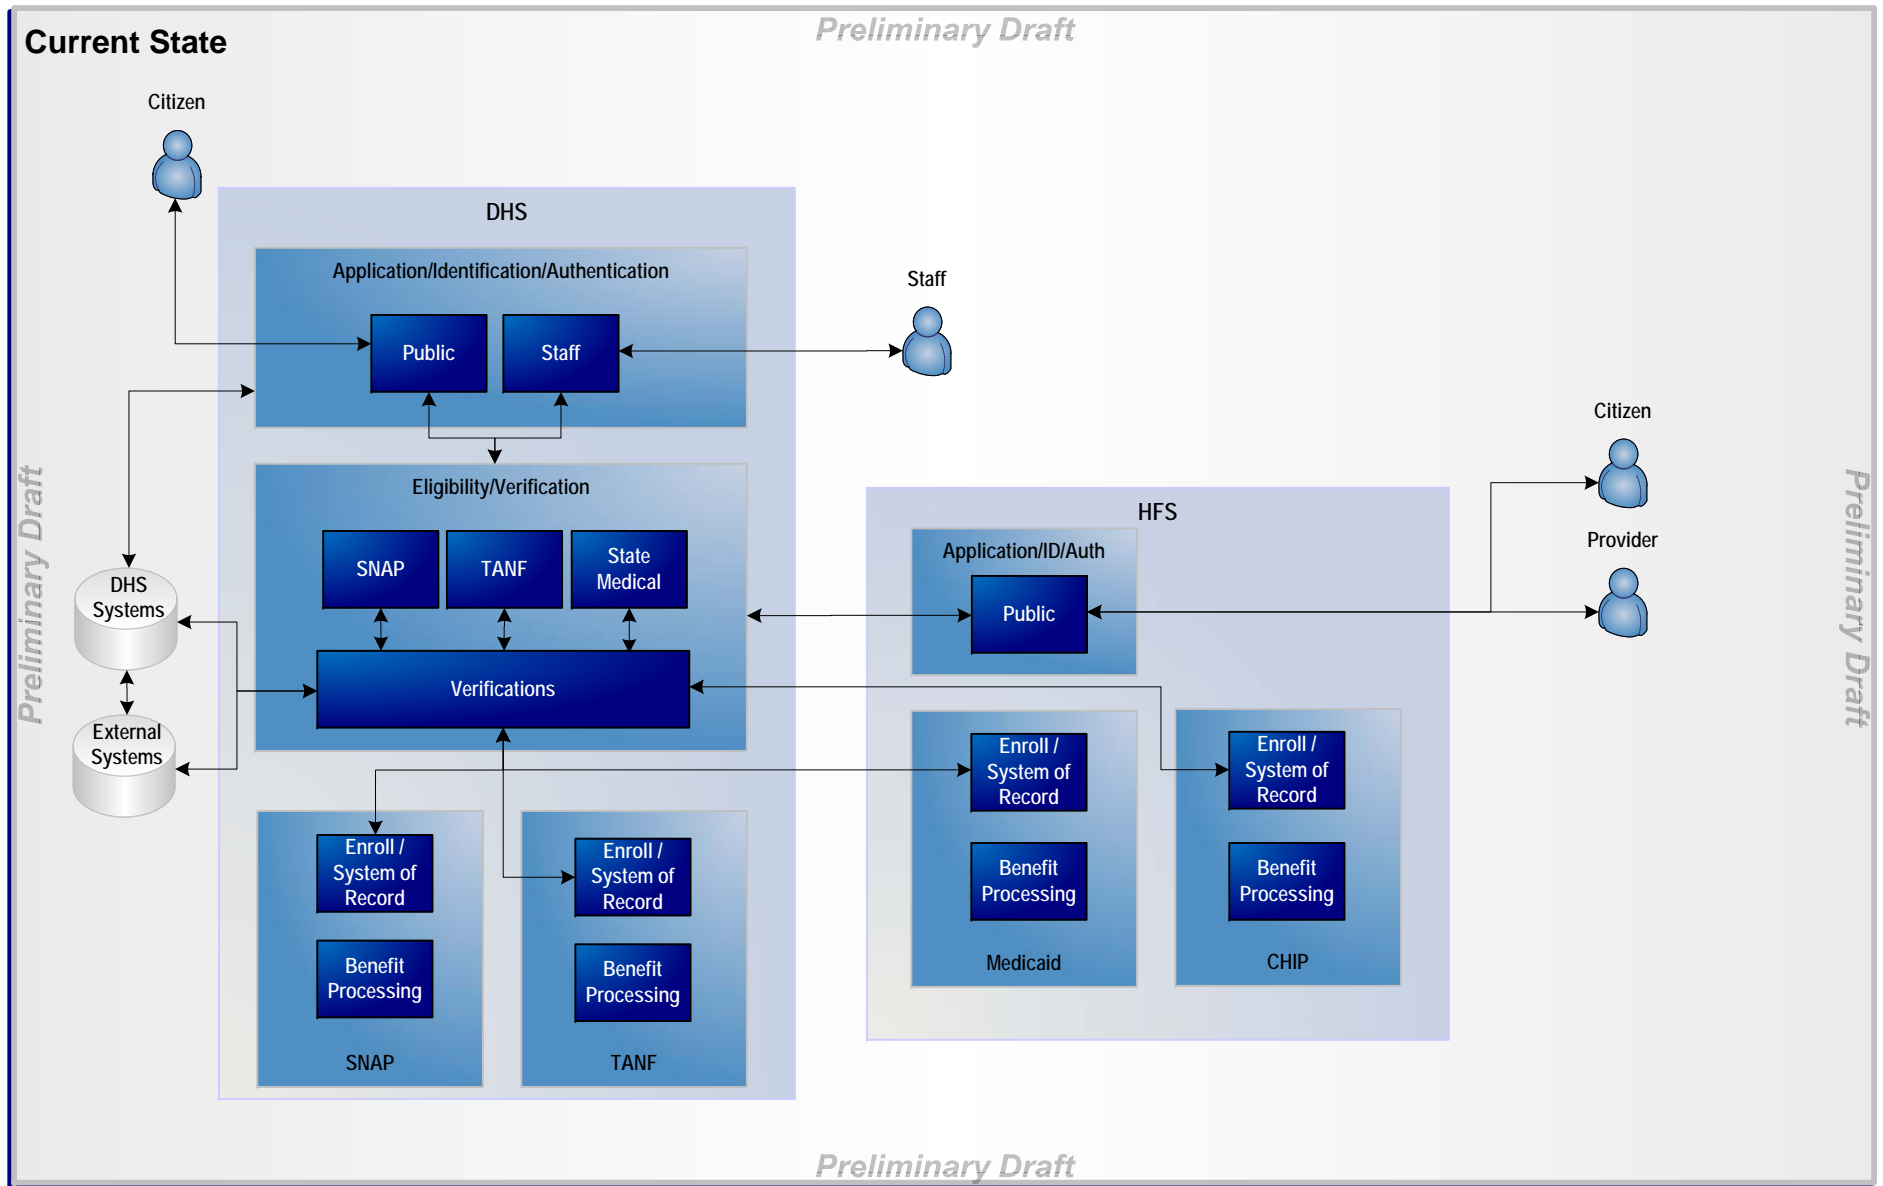 Preliminary Draft
Current State
Citizen
DHS
Application/Identification/Authentication
Public
Staff
Staff
Eligibility/Verification
SNAP
TANF
State
Medical
Verifications
DHS
Systems
External
Systems
Enroll /
System of
Record
Benefit
Processing
SNAP
Enroll /
System of
Record
Benefit
Processing
TANF
HFS
Application/ID/Auth
Public
Citizen
Provider
Enroll /
System of
Record
Benefit
Processing
Medicaid
Enroll /
System of
Record
Benefit
Processing
CHIP
Preliminary Draft
Preliminary Draft
Preliminary Draft